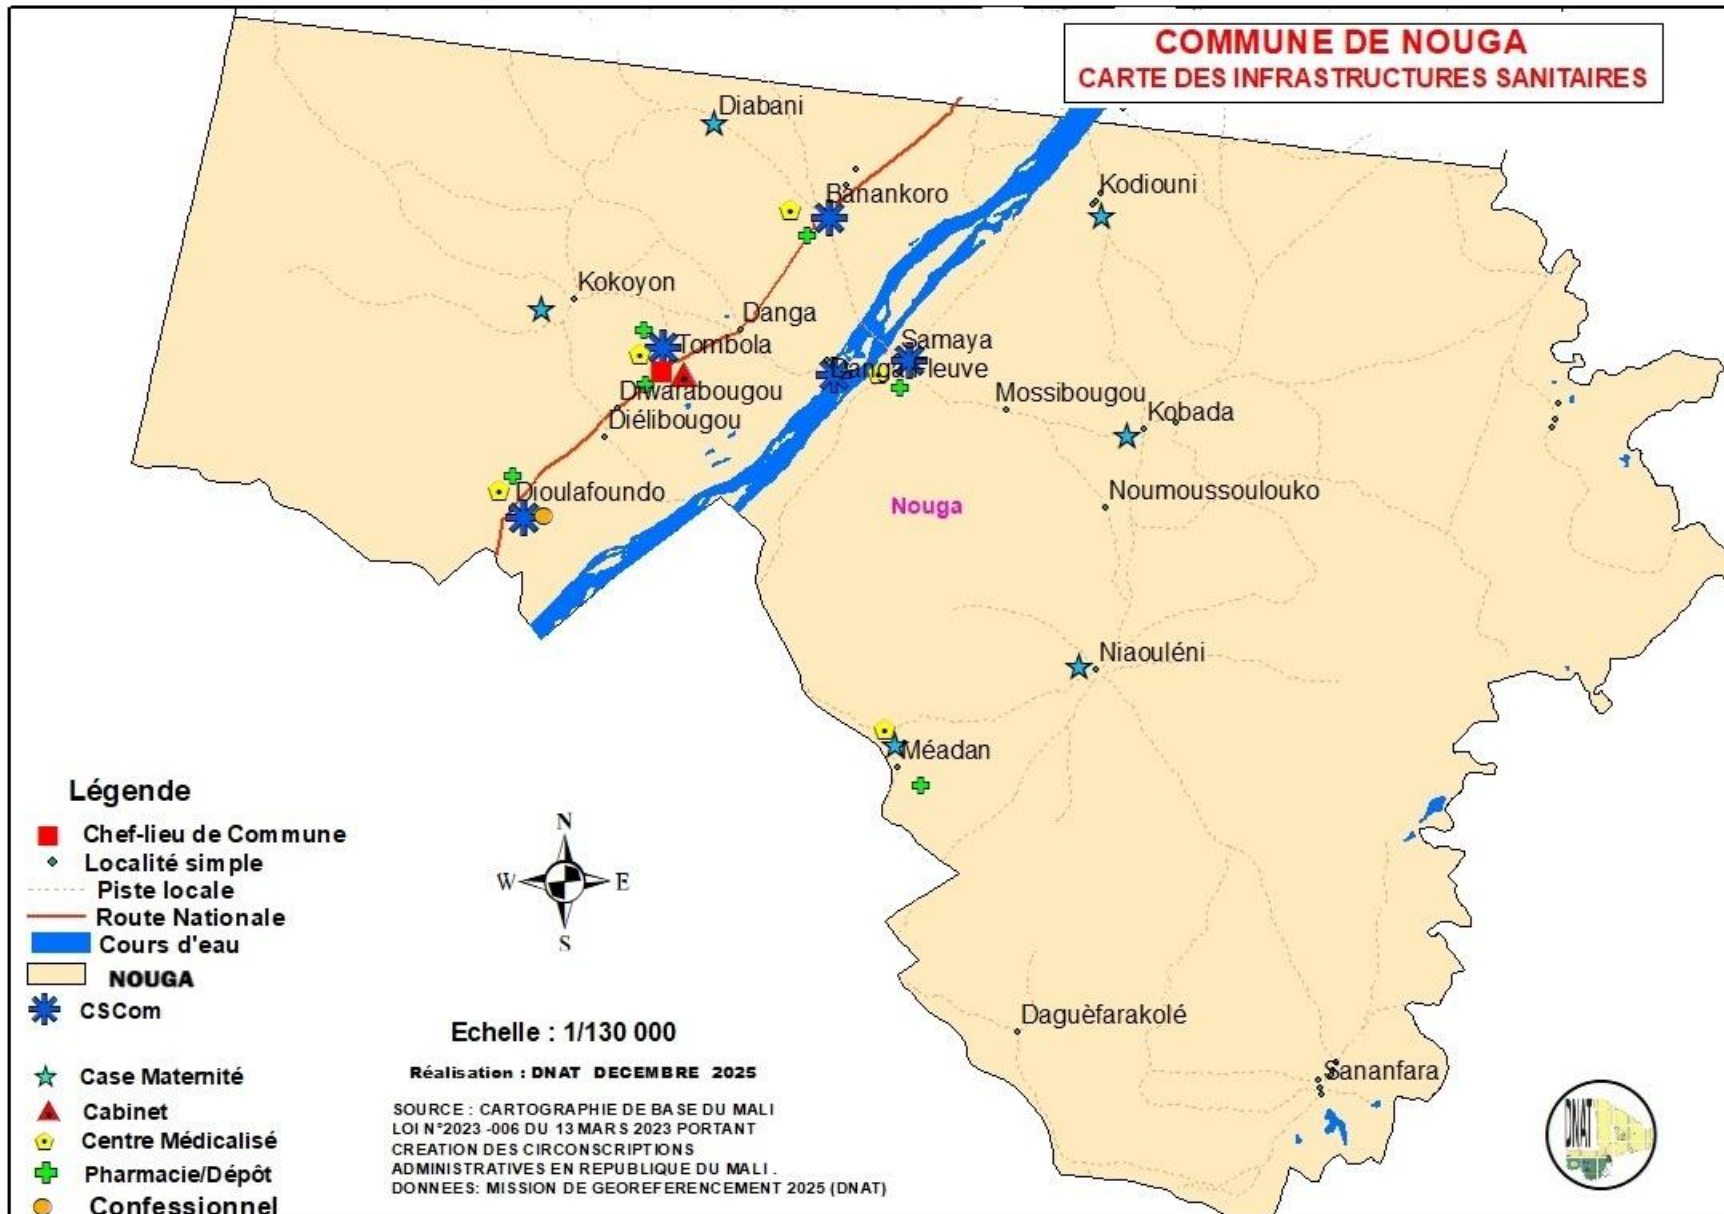 COMMUNE DE NOUGA
CARTE DES INFRASTRUCTURES SANITAIRES
Diabani
Banankoro
Kodiouni
Kokoyon
Danga
Tombola
Samaya
Danga Fleuve
Diwarabougou
Mossibougou
Kobada
Diélibougou
Dioulafoundo
Noumoussoulouko
Nouga
Niaouléni
Méadan
Daguèfarakolé
Sananfara
Légende
Chef-lieu de Commune
Localité simple
Piste locale
Route Nationale
Cours d'eau
NOUGA
CSCom
Case Maternité
Cabinet
Centre Médicalisé
Pharmacie/Dépôt
Confessionnel
N
W E
S
Echelle : 1/130 000
Réalisation : DNAT DECEMBRE 2025
SOURCE : CARTOGRAPHIE DE BASE DU MALI
LOI N°2023 -006 DU 13 MARS 2023 PORTANT
CREATION DES CIRCONSCRIPTIONS
ADMINISTRATIVES EN REPUBLIQUE DU MALI .
DONNEES: MISSION DE GEOREFERENCEMENT 2025 (DNAT)
DNAT